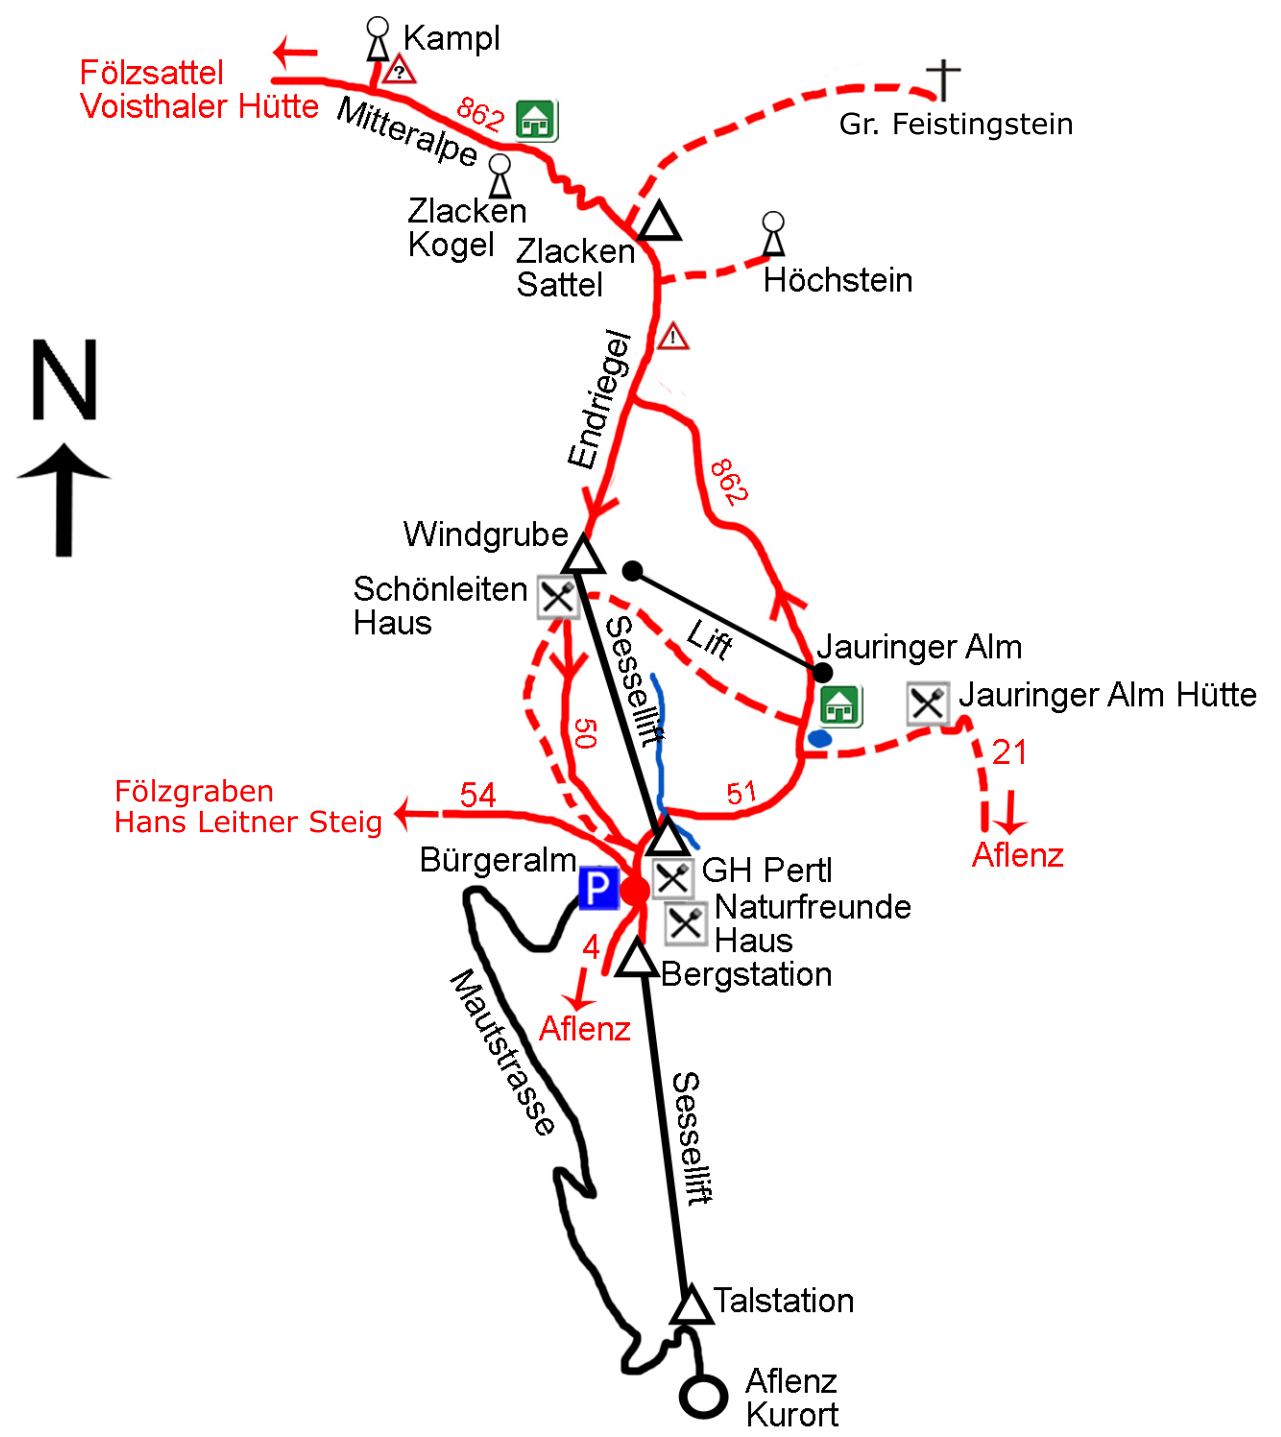 Kampl
Fölzsattel
Voisthaler Hütte
?
862
Mitteralpe
Gr. Feistingstein
Zlacken
Kogel
Zlacken
Sattel
Höchstein
!
N
Endriegel
862
Windgrube
Schönleiten
Haus
Sessellift
Lift
Jauringer Alm
Jauringer Alm Hütte
50
21
51
54
Fölzgraben
Hans Leitner Steig
Aflenz
Bürgeralm
P
GH Pertl
Naturfreunde
Haus
4
Bergstation
Aflenz
Mautstrasse
Sessellift
Talstation
Aflenz
Kurort